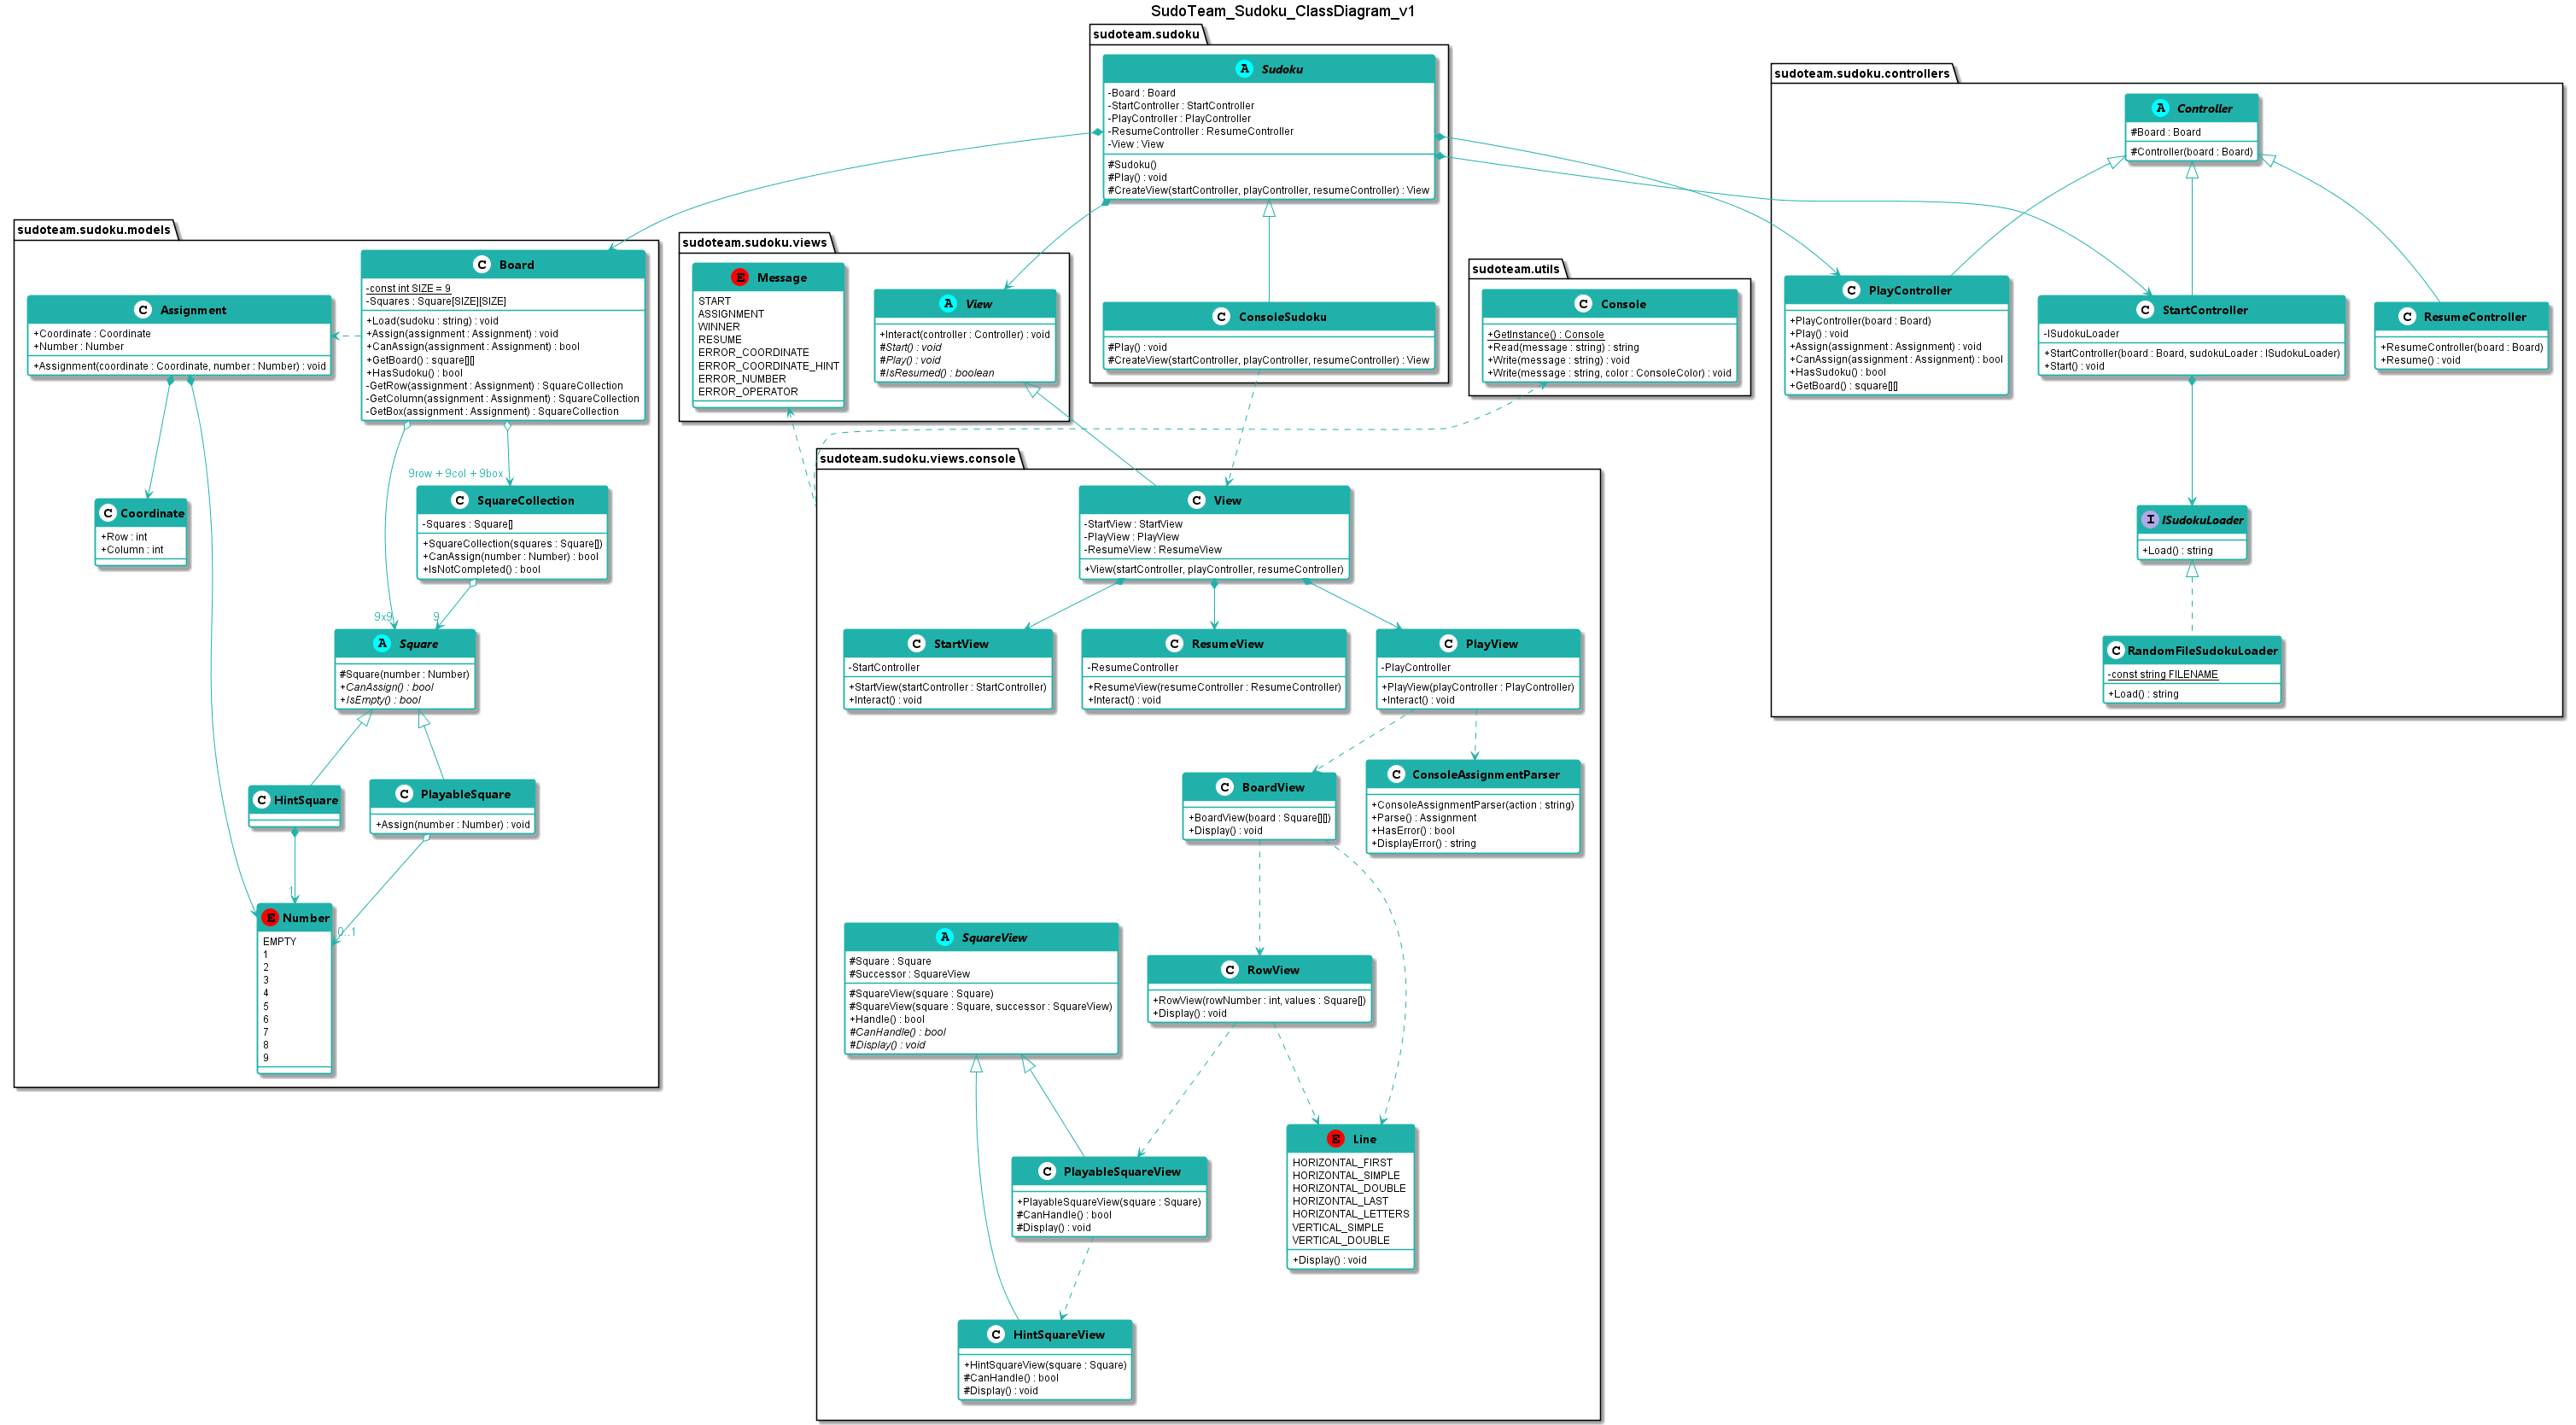 SudoTeam_Sudoku_ClassDiagram_v1
sudoteam.sudoku
A Sudoku
-Board : Board
-StartController : StartController
-PlayController : PlayController
-ResumeController : ResumeController
-View : View
#Sudoku()
#Play() : void
#CreateView(startController, playController, resumeController) : View
C ConsoleSudoku
#Play() : void
#CreateView(startController, playController, resumeController) : View
sudoteam.sudoku.controllers
A Controller
#Board : Board
#Controller(board : Board)
C PlayController
+PlayController(board : Board)
+Play() : void
+Assign(assignment : Assignment) : void
+CanAssign(assignment : Assignment) : bool
+HasSudoku() : bool
+GetBoard() : square[][]
C StartController
-ISudokuLoader
+StartController(board : Board, sudokuLoader : ISudokuLoader)
+Start() : void
C ResumeController
+ResumeController(board : Board)
+Resume() : void
I ISudokuLoader
+Load() : string
C RandomFileSudokuLoader
-const string FILENAME
+Load() : string
sudoteam.sudoku.models
C Board
-const int SIZE = 9
-Squares : Square[SIZE][SIZE]
+Load(sudoku : string) : void
+Assign(assignment : Assignment) : void
+CanAssign(assignment : Assignment) : bool
+GetBoard() : square[][]
+HasSudoku() : bool
-GetRow(assignment : Assignment) : SquareCollection
-GetColumn(assignment : Assignment) : SquareCollection
-GetBox(assignment : Assignment) : SquareCollection
C Assignment
+Coordinate : Coordinate
+Number : Number
+Assignment(coordinate : Coordinate, number : Number) : void
9row + 9col + 9box
C Coordinate
+Row : int
+Column : int
C SquareCollection
-Squares : Square[]
+SquareCollection(squares : Square[])
+CanAssign(number : Number) : bool
+IsNotCompleted() : bool
9x9
9
A Square
#Square(number : Number)
+CanAssign() : bool
+IsEmpty() : bool
C HintSquare
C PlayableSquare
+Assign(number : Number) : void
1
0..1
E Number
EMPTY
1
2
3
4
5
6
7
8
9
sudoteam.sudoku.views
E Message
START
ASSIGNMENT
WINNER
RESUME
ERROR_COORDINATE
ERROR_COORDINATE_HINT
ERROR_NUMBER
ERROR_OPERATOR
A View
+Interact(controller : Controller) : void
#Start() : void
#Play() : void
#IsResumed() : boolean
sudoteam.utils
C Console
+GetInstance() : Console
+Read(message : string) : string
+Write(message : string) : void
+Write(message : string, color : ConsoleColor) : void
sudoteam.sudoku.views.console
C View
-StartView : StartView
-PlayView : PlayView
-ResumeView : ResumeView
+View(startController, playController, resumeController)
C StartView
-StartController
+StartView(startController : StartController)
+Interact() : void
C ResumeView
-ResumeController
+ResumeView(resumeController : ResumeController)
+Interact() : void
C PlayView
-PlayController
+PlayView(playController : PlayController)
+Interact() : void
C BoardView
+BoardView(board : Square[][])
+Display() : void
C ConsoleAssignmentParser
+ConsoleAssignmentParser(action : string)
+Parse() : Assignment
+HasError() : bool
+DisplayError() : string
A SquareView
#Square : Square
#Successor : SquareView
#SquareView(square : Square)
#SquareView(square : Square, successor : SquareView)
+Handle() : bool
#CanHandle() : bool
#Display() : void
C RowView
+RowView(rowNumber : int, values : Square[])
+Display() : void
C PlayableSquareView
+PlayableSquareView(square : Square)
#CanHandle() : bool
#Display() : void
E Line
HORIZONTAL_FIRST
HORIZONTAL_SIMPLE
HORIZONTAL_DOUBLE
HORIZONTAL_LAST
HORIZONTAL_LETTERS
VERTICAL_SIMPLE
VERTICAL_DOUBLE
+Display() : void
C HintSquareView
+HintSquareView(square : Square)
#CanHandle() : bool
#Display() : void